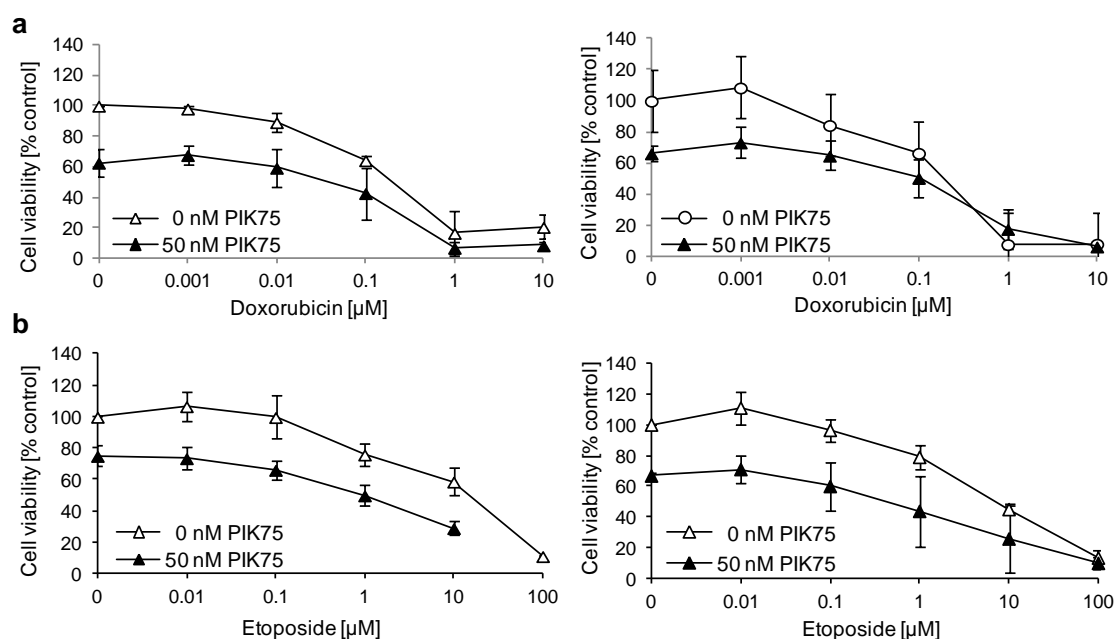 a
Cell viability [% control]
140
120
100
80
60
40
20
0
0 nM PIK75
50 nM PIK75
0 0.001 0.01 0.1 1 10
Doxorubicin [µM]
Cell viability [% control]
140
120
100
80
60
40
20
0
0 nM PIK75
50 nM PIK75
0 0.001 0.01 0.1 1 10
Doxorubicin [µM]
b
Cell viability [% control]
140
120
100
80
60
40
20
0
0 nM PIK75
50 nM PIK75
0 0.01 0.1 1 10 100
Etoposide [µM]
Cell viability [% control]
140
120
100
80
60
40
20
0
0 nM PIK75
50 nM PIK75
0 0.01 0.1 1 10 100
Etoposide [µM]